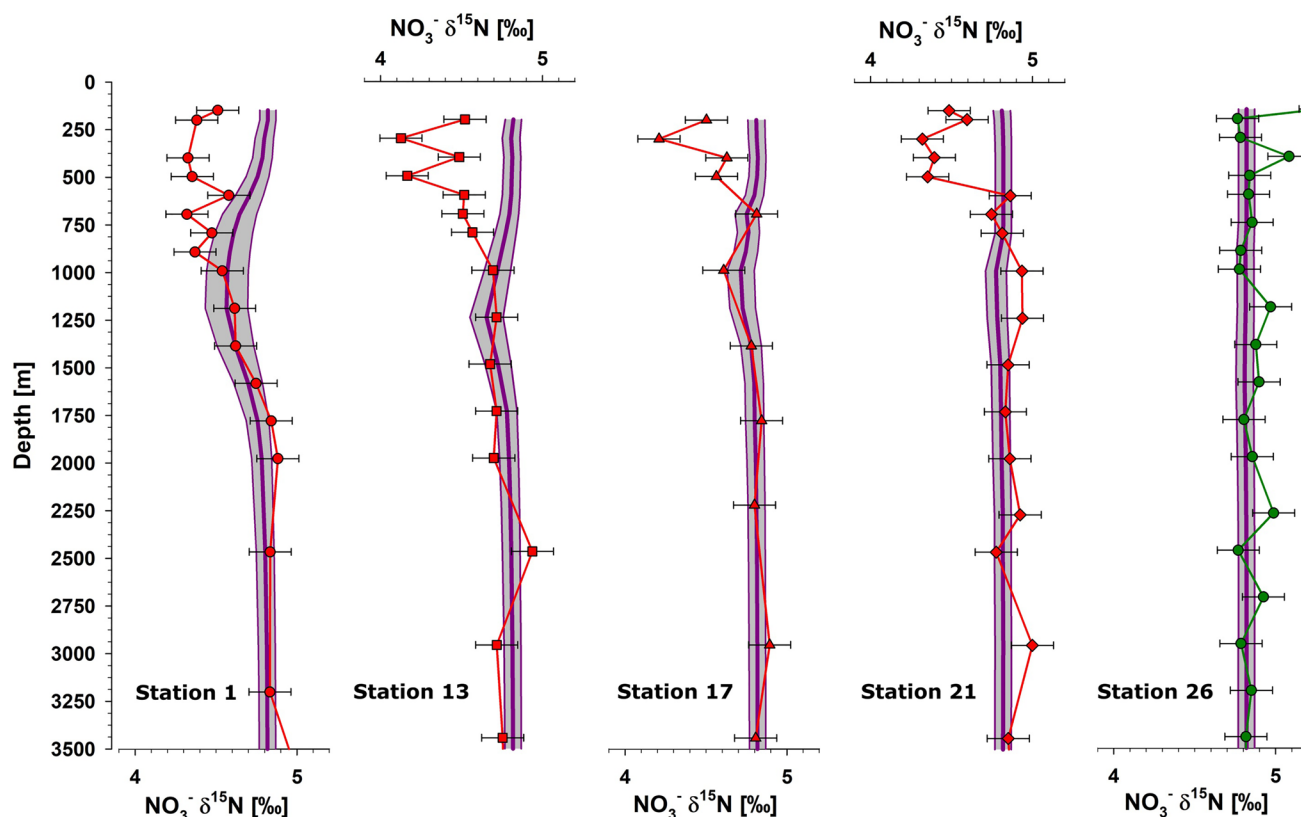 NO₃⁻ δ¹⁵N [‰]
4 5
NO₃⁻ δ¹⁵N [‰]
4 5
Depth [m]
0
250
500
750
1000
1250
1500
1750
2000
2250
2500
2750
3000
3250
3500
Station 1
Station 13
Station 17
Station 21
Station 26
4 5
NO₃⁻ δ¹⁵N [‰]
4 5
NO₃⁻ δ¹⁵N [‰]
4 5
NO₃⁻ δ¹⁵N [‰]